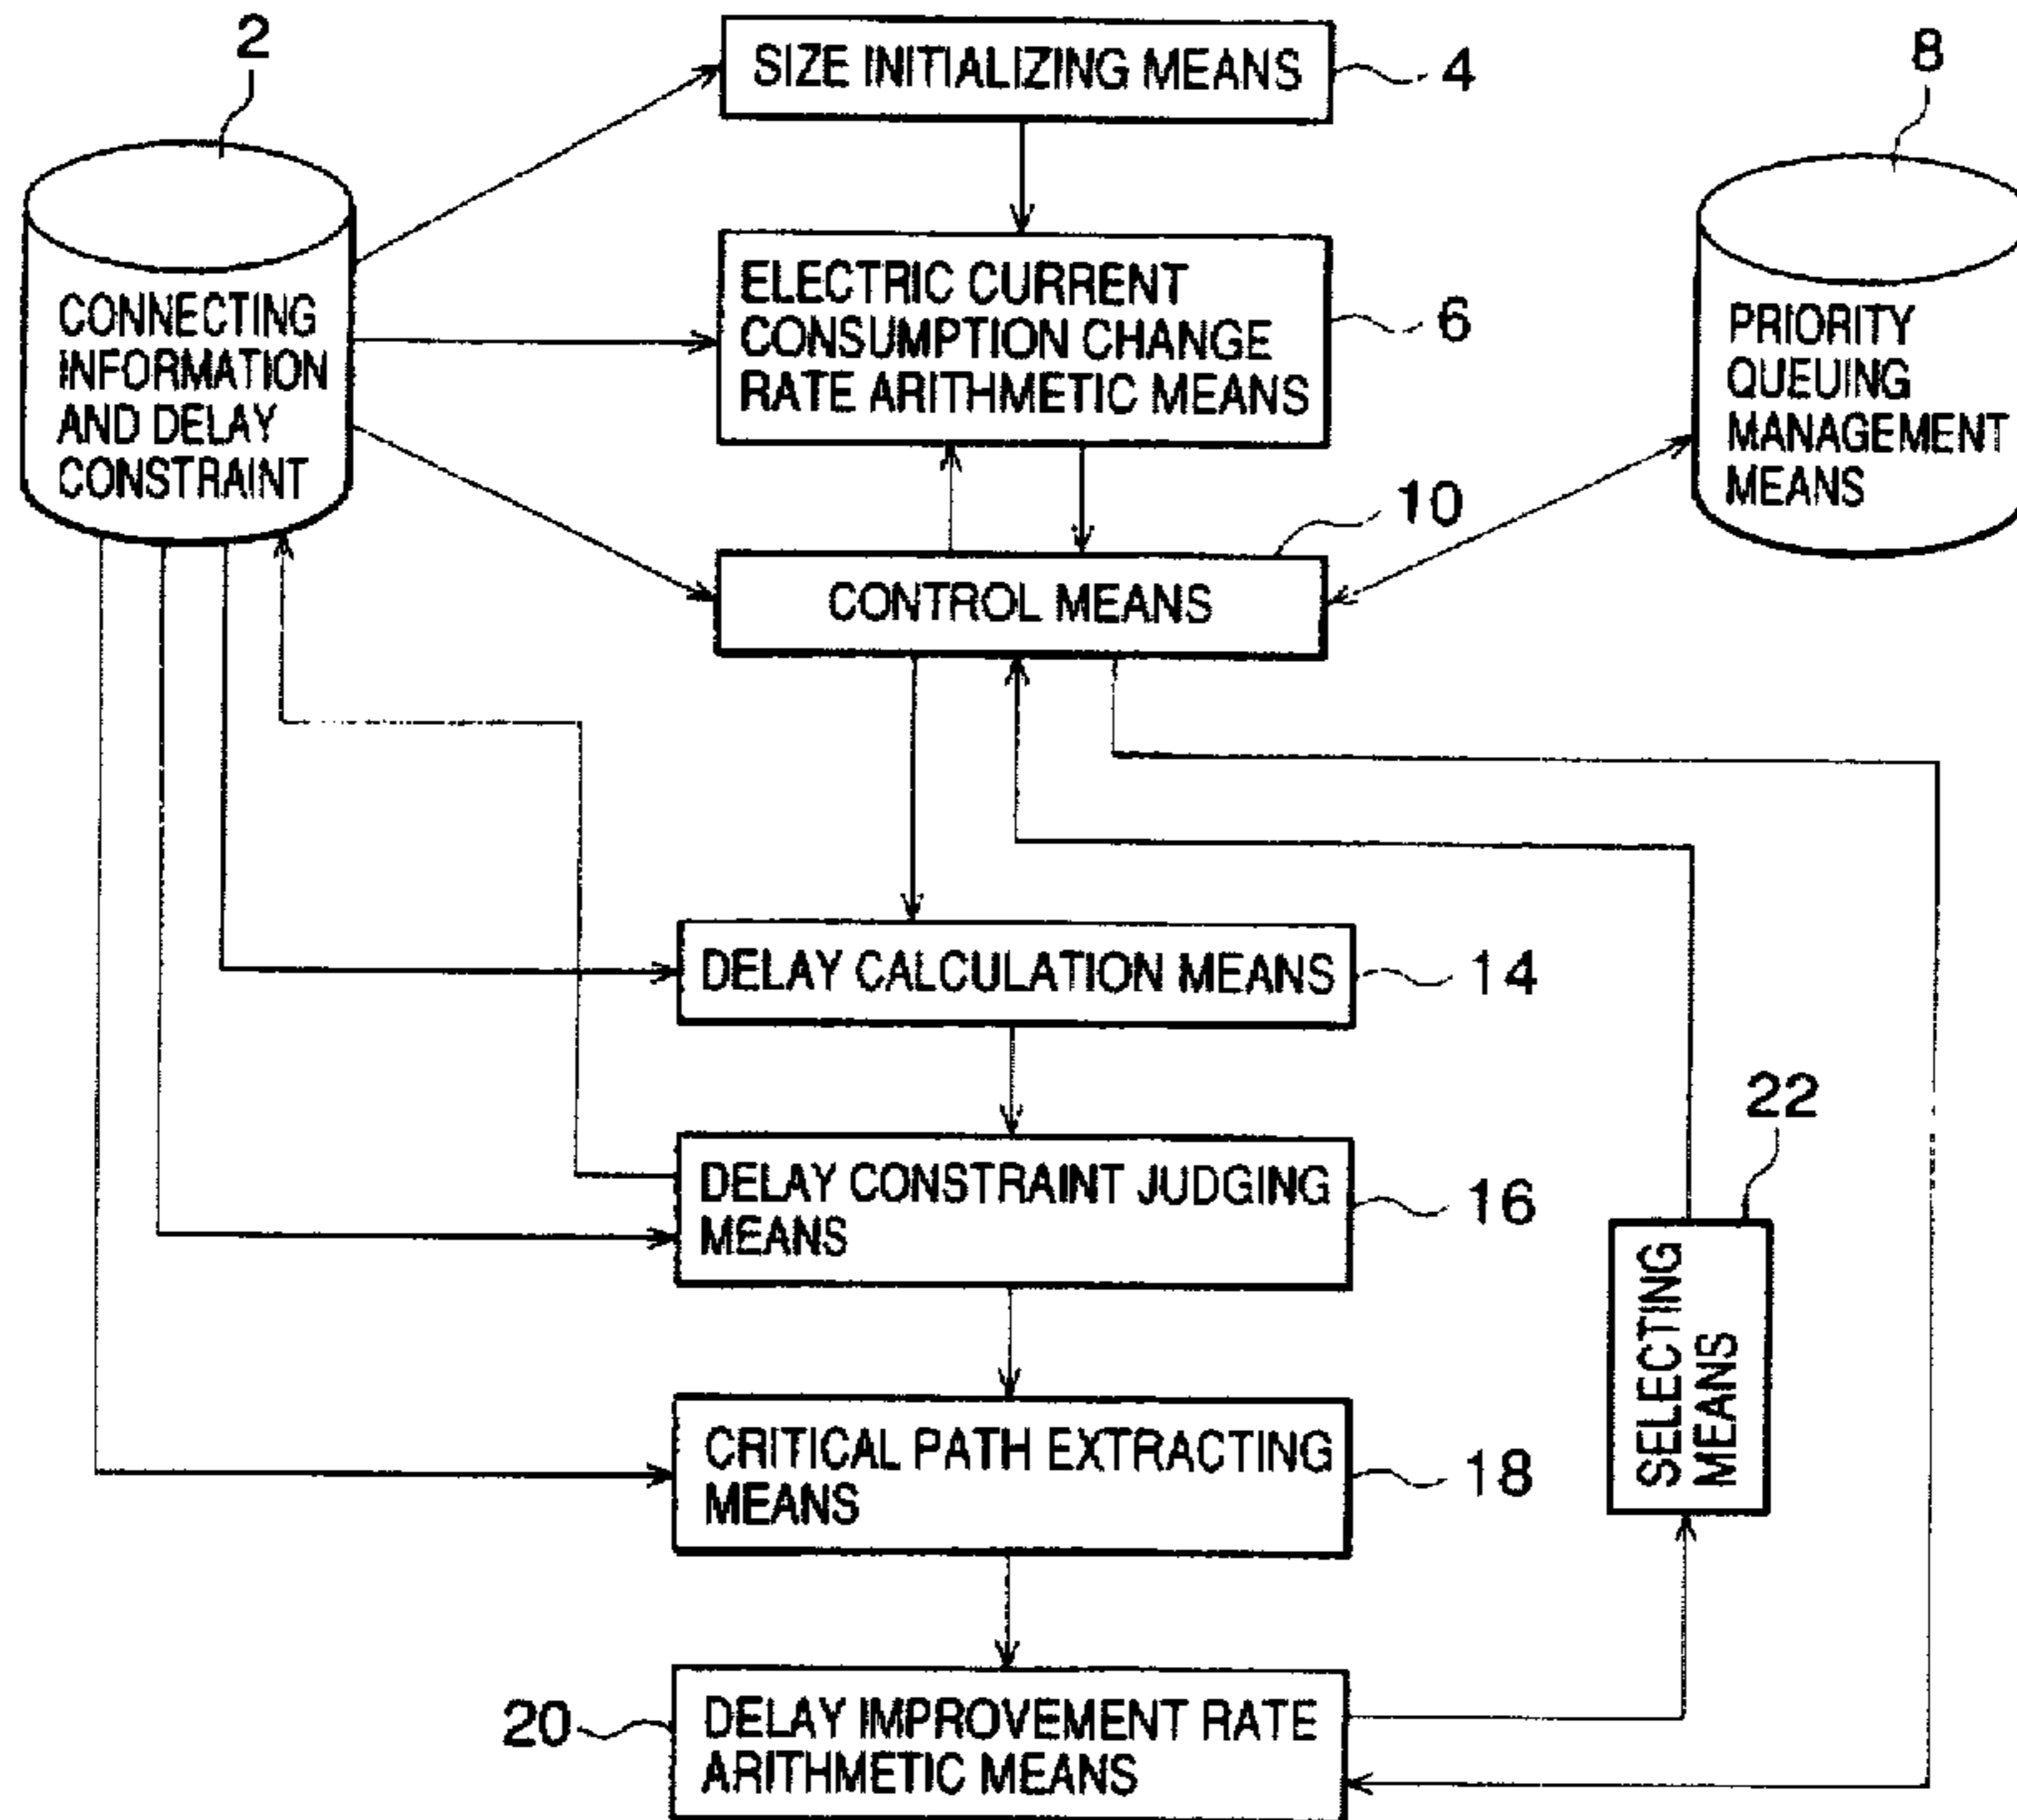 2
SIZE INITIALIZING MEANS
4
8
CONNECTING
INFORMATION
AND DELAY
CONSTRAINT
ELECTRIC CURRENT
CONSUMPTION CHANGE
RATE ARITHMETIC MEANS
6
PRIORITY
QUEUING
MANAGEMENT
MEANS
10
CONTROL MEANS
DELAY CALCULATION MEANS
14
DELAY CONSTRAINT JUDGING
MEANS
16
22
SELECTING
MEANS
CRITICAL PATH EXTRACTING
MEANS
18
20
DELAY IMPROVEMENT RATE
ARITHMETIC MEANS